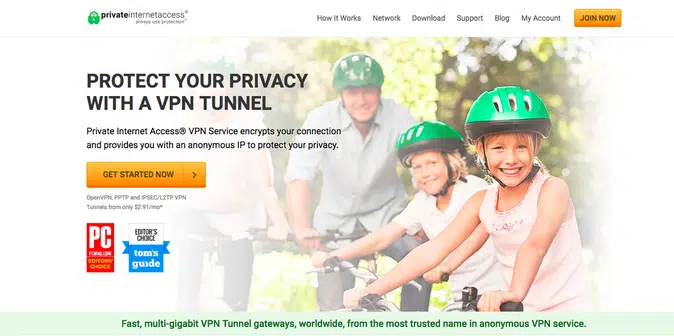 privateinternetaccess®
always use protection
How It Works
Network
Download
Support
Blog
My Account
JOIN NOW
PROTECT YOUR PRIVACY
WITH A VPN TUNNEL
Private Internet Access® VPN Service encrypts your connection
and provides you with an anonymous IP to protect your privacy.
GET STARTED NOW
OpenVPN, PPTP and IPSEC/L2TP VPN
Tunnels from only $2.91/mo*
PC
PCMAG.COM
EDITORS'
CHOICE
EDITOR'S
CHOICE
tom's
guide
Fast, multi-gigabit VPN Tunnel gateways, worldwide, from the most trusted name in anonymous VPN service.